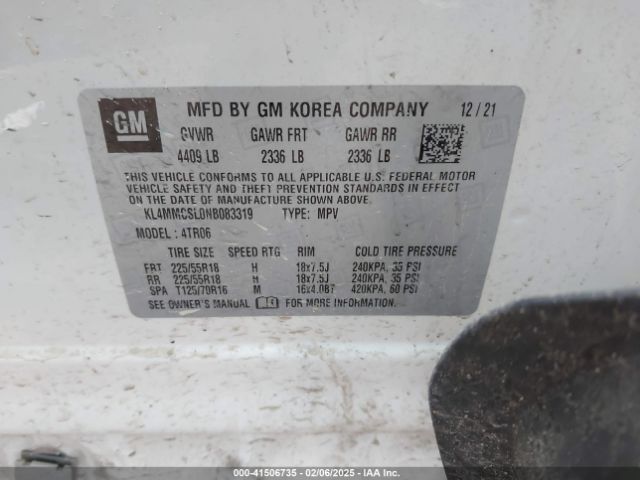 GM
MFD BY GM KOREA COMPANY 12 / 21
GVWR GAWR FRT GAWR RR
4409 LB 2336 LB 2336 LB
THIS VEHICLE CONFORMS TO ALL APPLICABLE U.S. FEDERAL MOTOR
VEHICLE SAFETY AND THEFT PREVENTION STANDARDS IN EFFECT
ON THE DATE OF MANUFACTURE SHOWN ABOVE.
KL4MMCSL0NB083319 TYPE: MPV
MODEL : 4TR06
TIRE SIZE SPEED RTG RIM COLD TIRE PRESSURE
FRT 225/55R18 H 18x7.5J 240KPA, 35 PSI
RR 225/55R18 H 18x7.5J 240KPA, 35 PSI
SPA T125/70R16 M 16x4.0BT 420KPA, 60 PSI
SEE OWNER'S MANUAL FOR MORE INFORMATION.
000-41506735 - 02/06/2025 - IAA, Inc.